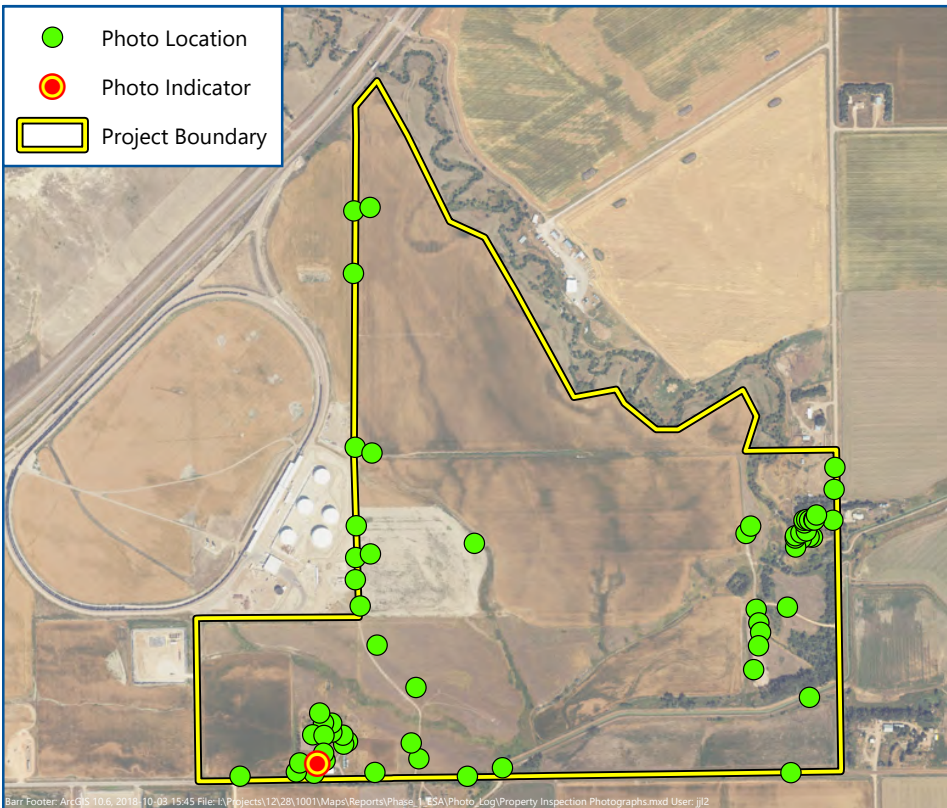 Photo Location
Photo Indicator
Project Boundary
Barr Footer: ArcGIS 10.6, 2018-10-03 15:45 File: I:\Projects\12\28\1001\Maps\Reports\Phase_I_ESA\Photo_Log\Property Inspection Photographs.mxd User: jjl2